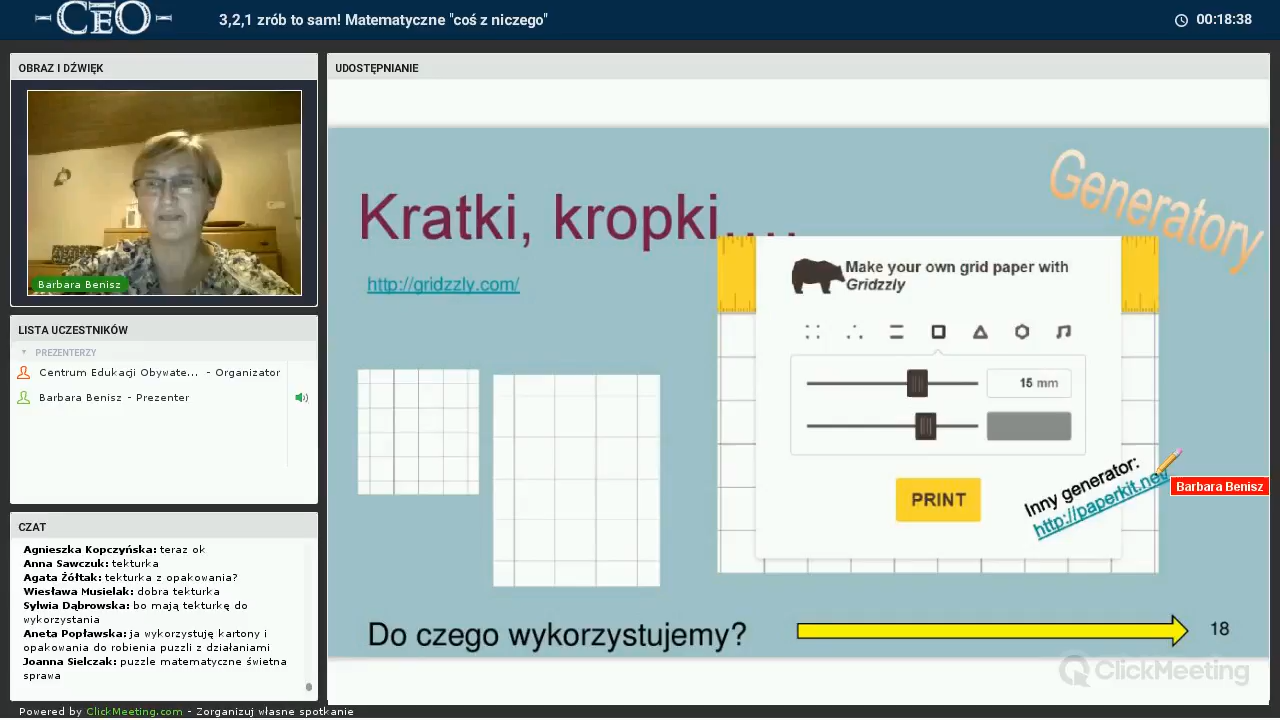 CEO
3,2,1 zrób to sam! Matematyczne "coś z niczego"
00:18:38
OBRAZ I DŹWIĘK
Barbara Benisz
LISTA UCZESTNIKÓW
PREZENTERZY
Centrum Edukacji Obywate... - Organizator
Barbara Benisz - Prezenter
CZAT
Agnieszka Kopczyńska: teraz ok
Anna Sawczuk: tekturka
Agata Żółtak: tekturka z opakowania?
Wiesława Musielak: dobra tekturka
Sylwia Dąbrowska: bo mają tekturkę do
wykorzystania
Aneta Popławska: ja wykorzystuję kartony i
opakowania do robienia puzzli z działaniami
Joanna Sielczak: puzzle matematyczne świetna
sprawa
UDOSTĘPNIANIE
Generatory
Kratki, kropki....
http://gridzzly.com/
Make your own grid paper with
Gridzzly
15 mm
PRINT
Inny generator:
http://paperkit.net/
Barbara Benisz
Do czego wykorzystujemy?
18
ClickMeeting
Powered by ClickMeeting.com - Zorganizuj własne spotkanie